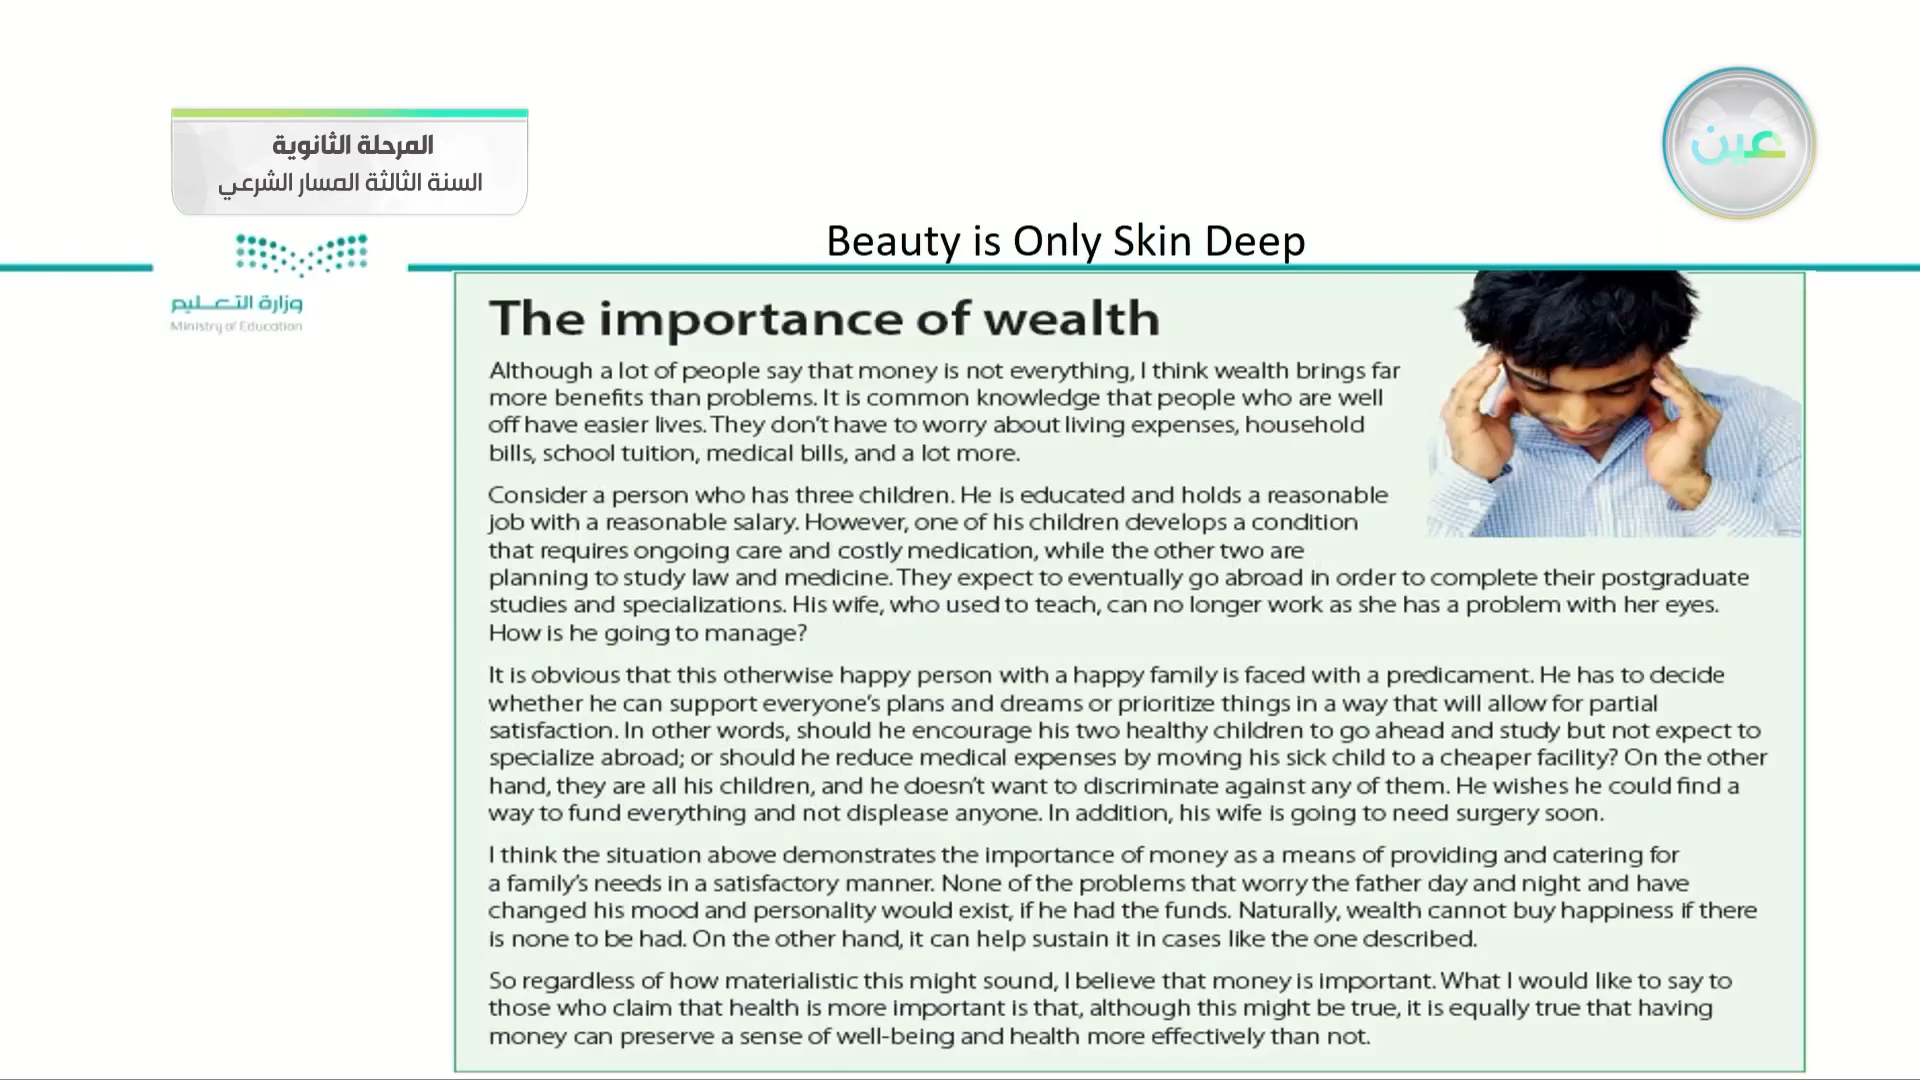 المرحلة الثانوية
السنة الثالثة المسار الشرعي
عين
وزارة التعليم
Ministry of Education
Beauty is Only Skin Deep
The importance of wealth
Although a lot of people say that money is not everything, I think wealth brings far
more benefits than problems. It is common knowledge that people who are well
off have easier lives. They don't have to worry about living expenses, household
bills, school tuition, medical bills, and a lot more.
Consider a person who has three children. He is educated and holds a reasonable
job with a reasonable salary. However, one of his children develops a condition
that requires ongoing care and costly medication, while the other two are
planning to study law and medicine. They expect to eventually go abroad in order to complete their postgraduate
studies and specializations. His wife, who used to teach, can no longer work as she has a problem with her eyes.
How is he going to manage?
It is obvious that this otherwise happy person with a happy family is faced with a predicament. He has to decide
whether he can support everyone's plans and dreams or prioritize things in a way that will allow for partial
satisfaction. In other words, should he encourage his two healthy children to go ahead and study but not expect to
specialize abroad; or should he reduce medical expenses by moving his sick child to a cheaper facility? On the other
hand, they are all his children, and he doesn't want to discriminate against any of them. He wishes he could find a
way to fund everything and not displease anyone. In addition, his wife is going to need surgery soon.
I think the situation above demonstrates the importance of money as a means of providing and catering for
a family's needs in a satisfactory manner. None of the problems that worry the father day and night and have
changed his mood and personality would exist, if he had the funds. Naturally, wealth cannot buy happiness if there
is none to be had. On the other hand, it can help sustain it in cases like the one described.
So regardless of how materialistic this might sound, I believe that money is important. What I would like to say to
those who claim that health is more important is that, although this might be true, it is equally true that having
money can preserve a sense of well-being and health more effectively than not.